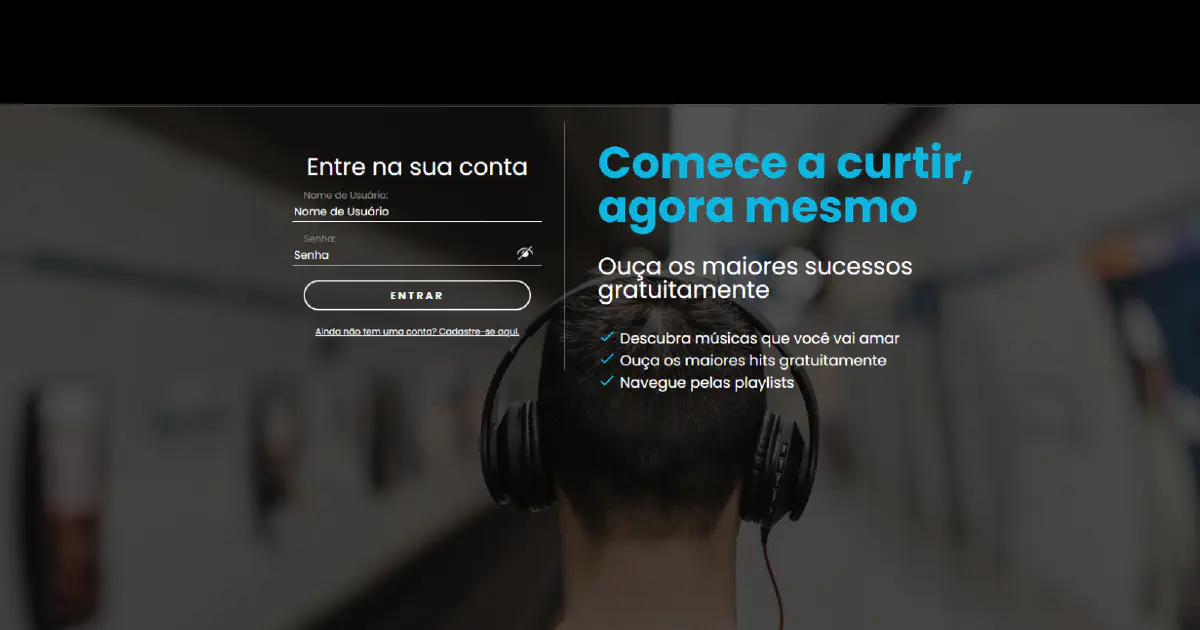 Entre na sua conta
Nome de Usuário:
Nome de Usuário
Senha:
Senha
ENTRAR
Ainda não tem uma conta? Cadastre-se aqui.
Comece a curtir,
agora mesmo
Ouça os maiores sucessos
gratuitamente
Descubra músicas que você vai amar
Ouça os maiores hits gratuitamente
Navegue pelas playlists